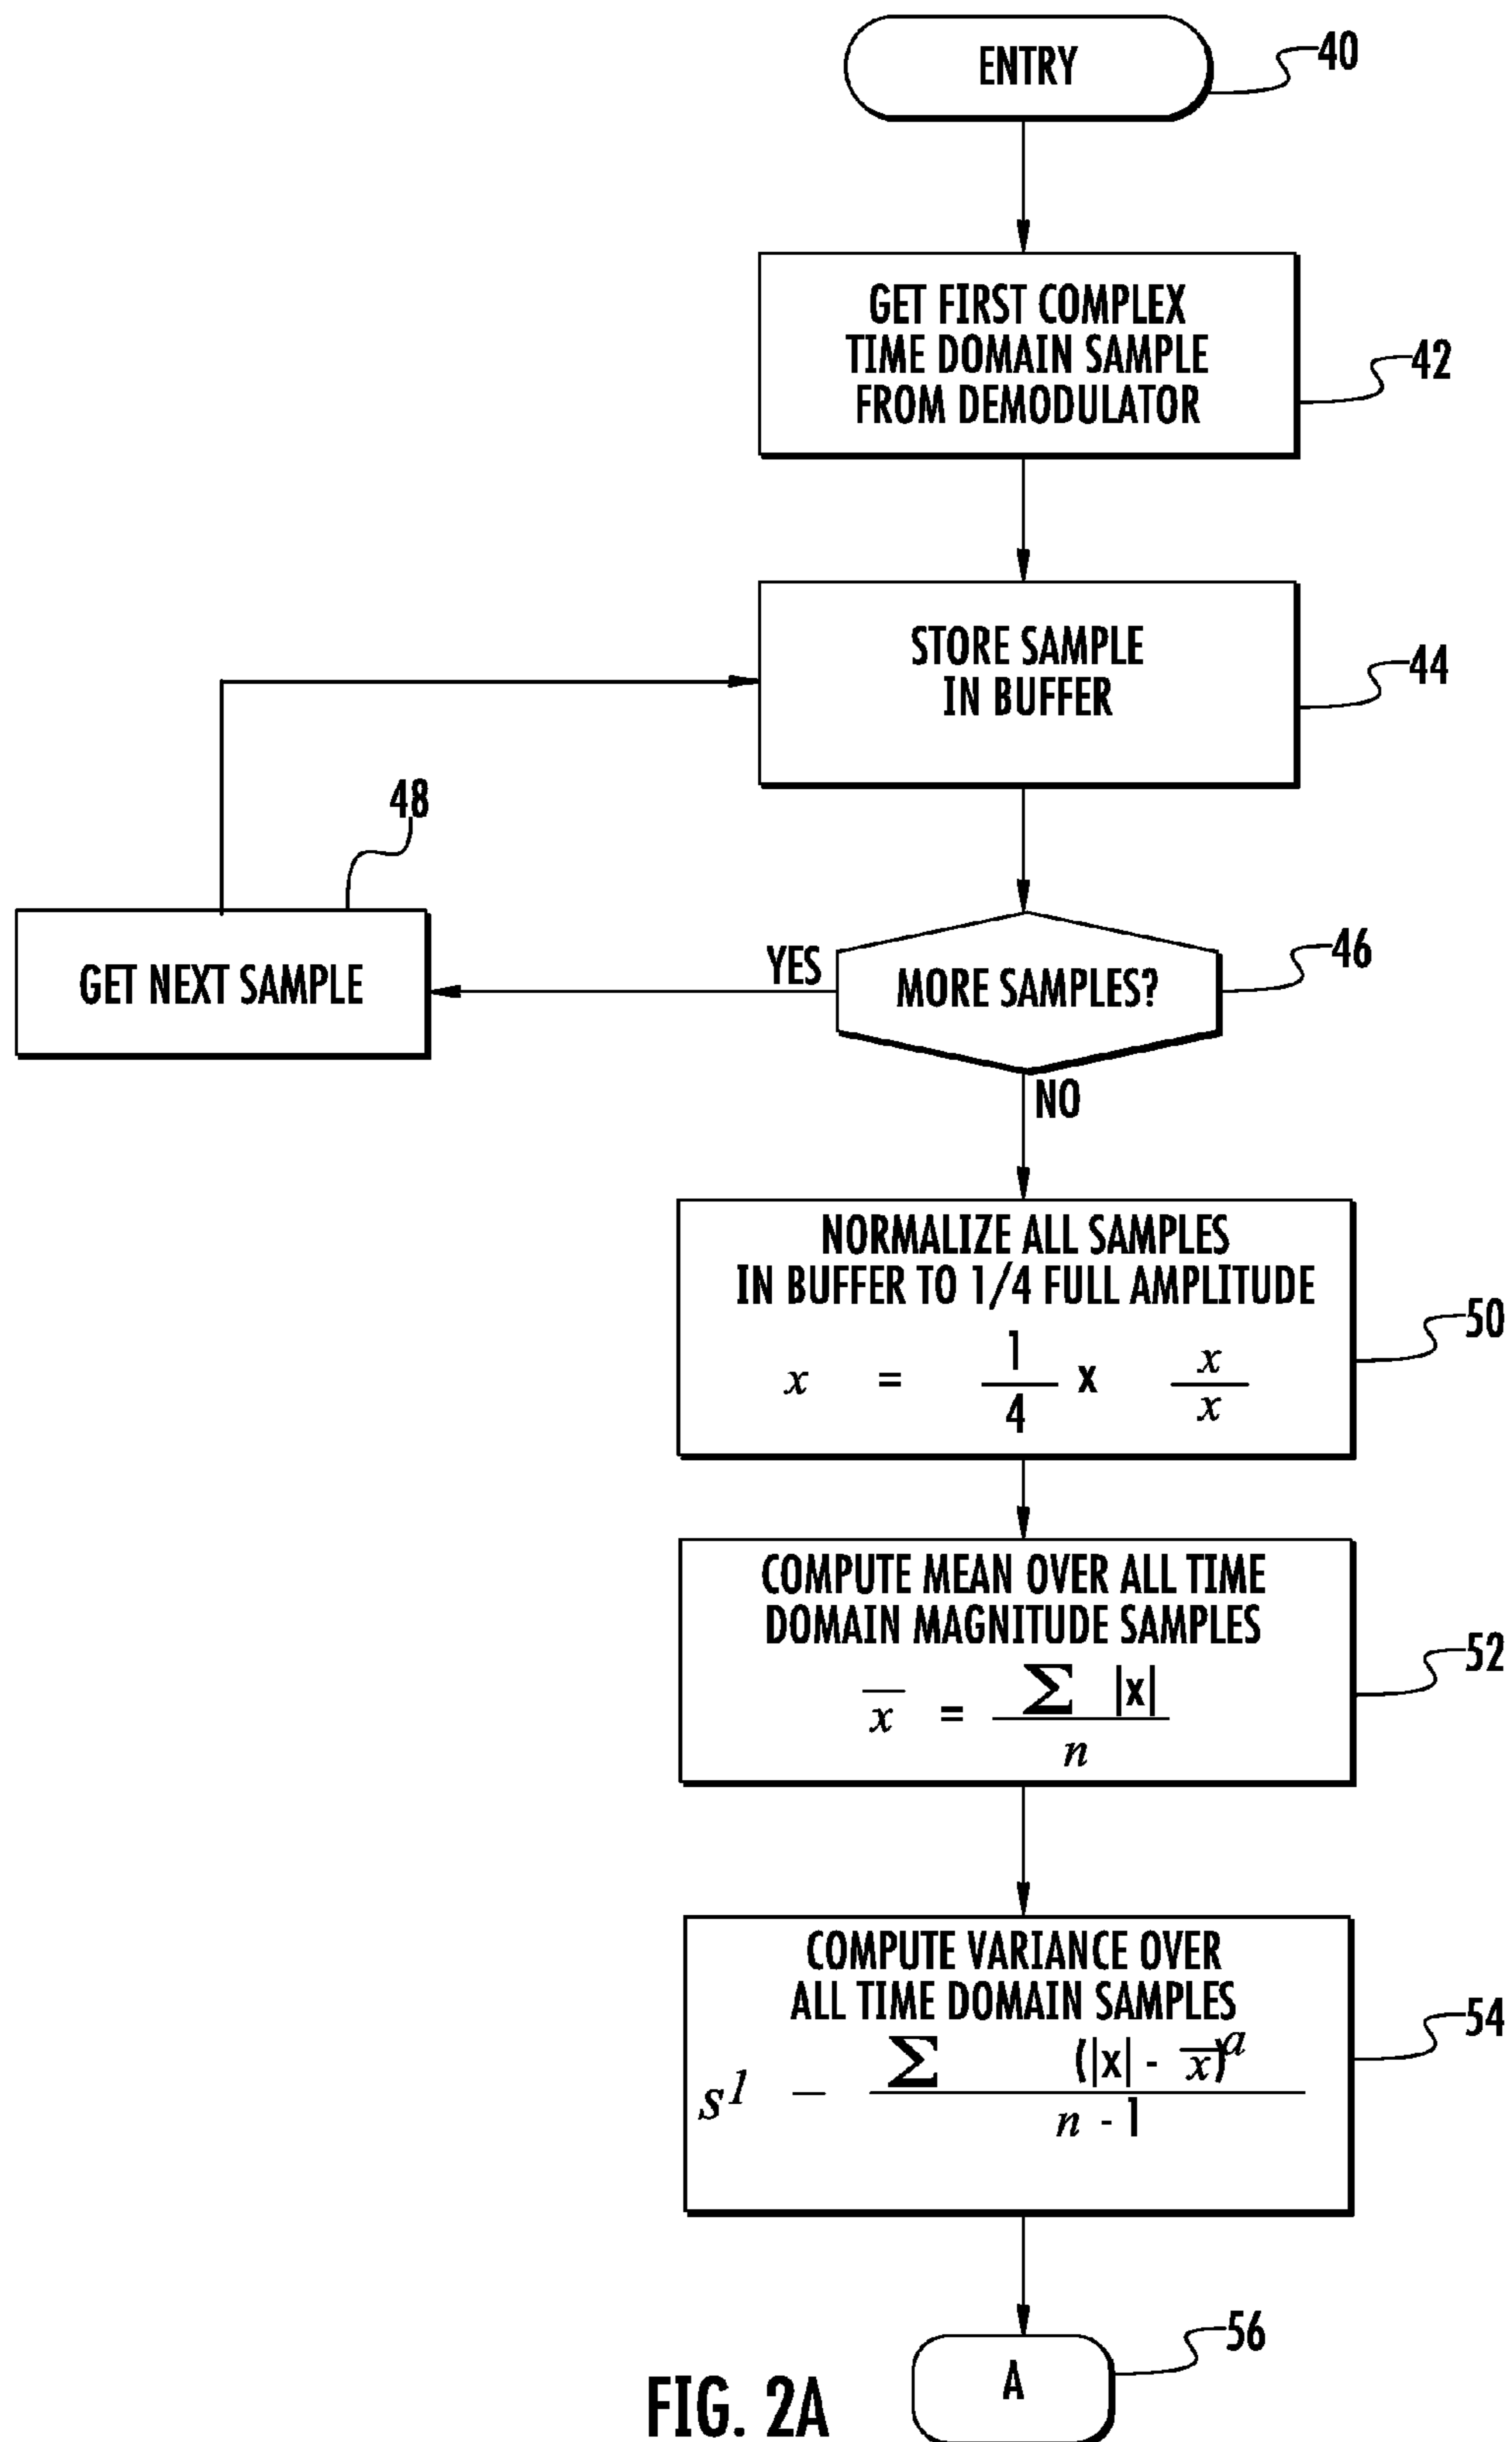 ENTRY
40
GET FIRST COMPLEX
TIME DOMAIN SAMPLE
FROM DEMODULATOR
42
STORE SAMPLE
IN BUFFER
44
48
GET NEXT SAMPLE
YES
MORE SAMPLES?
46
NO
NORMALIZE ALL SAMPLES
IN BUFFER TO 1/4 FULL AMPLITUDE
x = 1/4 x x/x
50
COMPUTE MEAN OVER ALL TIME
DOMAIN MAGNITUDE SAMPLES
x̅ = Σ |x| / n
52
COMPUTE VARIANCE OVER
ALL TIME DOMAIN SAMPLES
s^1 – Σ (|x| - x̅)^a / n - 1
54
A
56
FIG. 2A